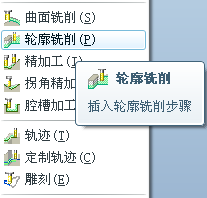 曲面铣削(S)
轮廓铣削(P)
精加工(I)
拐角精加
腔槽加工
轮廓铣削
插入轮廓铣削步骤
轨迹(T)
定制轨迹(C)
雕刻(E)